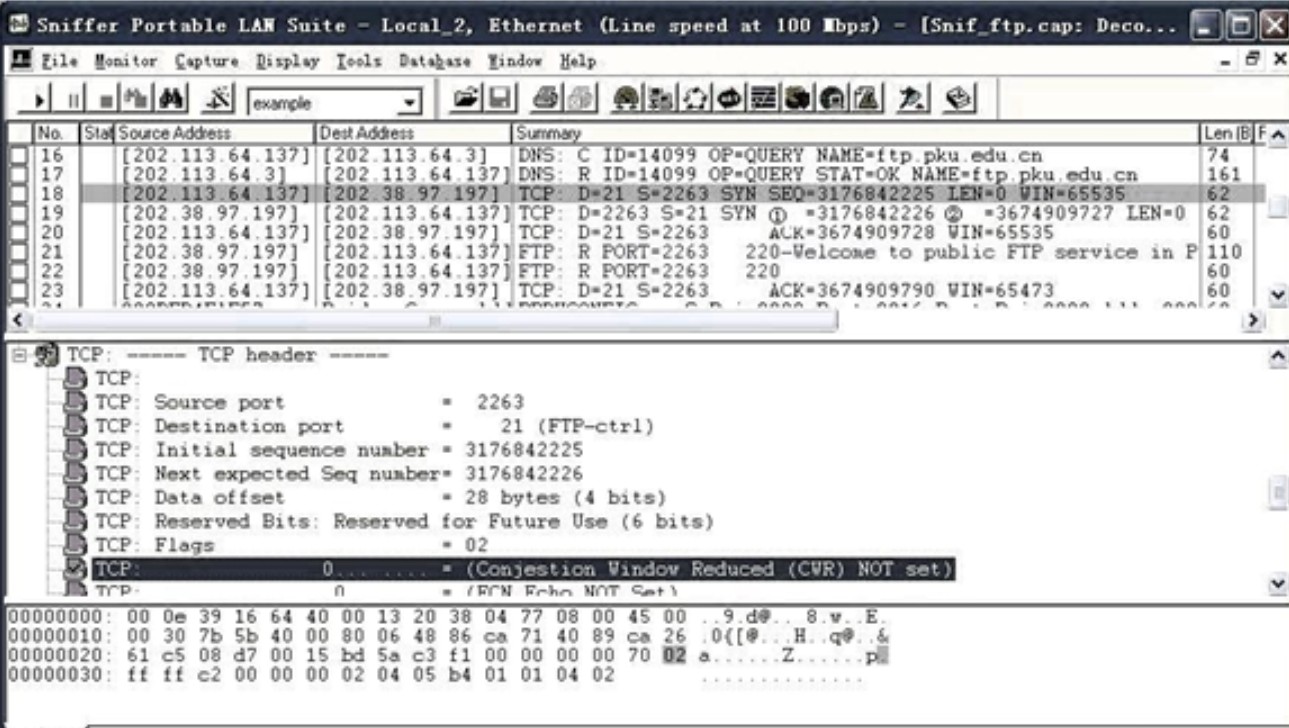 Sniffer Portable LAN Suite - Local_2, Ethernet (Line speed at 100 Mbps) - [Snif_ftp.cap: Deco...
File Monitor Capture Display Tools Database Window Help
example
No. Stat Source Address Dest Address Summary Len (B F
16 [202.113.64.137] [202.113.64.3] DNS: C ID=14099 OP=QUERY NAME=ftp.pku.edu.cn 74
17 [202.113.64.3] [202.113.64.137] DNS: R ID=14099 OP=QUERY STAT=OK NAME=ftp.pku.edu.cn 161
18 [202.113.64.137] [202.38.97.197] TCP: D=21 S=2263 SYN SEQ=3176842225 LEN=0 WIN=65535 62
19 [202.38.97.197] [202.113.64.137] TCP: D=2263 S=21 SYN ① =3176842226 ② =3674909727 LEN=0 62
20 [202.113.64.137] [202.38.97.197] TCP: D=21 S=2263 ACK=3674909728 WIN=65535 60
21 [202.38.97.197] [202.113.64.137] FTP: R PORT=2263 220-Welcome to public FTP service in P 110
22 [202.38.97.197] [202.113.64.137] FTP: R PORT=2263 220 60
23 [202.113.64.137] [202.38.97.197] TCP: D=21 S=2263 ACK=3674909790 WIN=65473 60
TCP: ----- TCP header -----
TCP:
TCP: Source port = 2263
TCP: Destination port = 21 (FTP-ctrl)
TCP: Initial sequence number = 3176842225
TCP: Next expected Seq number= 3176842226
TCP: Data offset = 28 bytes (4 bits)
TCP: Reserved Bits: Reserved for Future Use (6 bits)
TCP: Flags = 02
TCP: 0... .... = (Conjestion Window Reduced (CWR) NOT set)
TCP: 0 = (ECN Echo NOT Set)
00000000: 00 0e 39 16 64 40 00 13 20 38 04 77 08 00 45 00 ..9.d@.. 8.w..E.
00000010: 00 30 7b 5b 40 00 80 06 48 86 ca 71 40 89 ca 26 .0{[@...H..q@..&
00000020: 61 c5 08 d7 00 15 bd 5a c3 f1 00 00 00 00 70 02 a......Z......p.
00000030: ff ff c2 00 00 00 02 04 05 b4 01 01 04 02 ..............